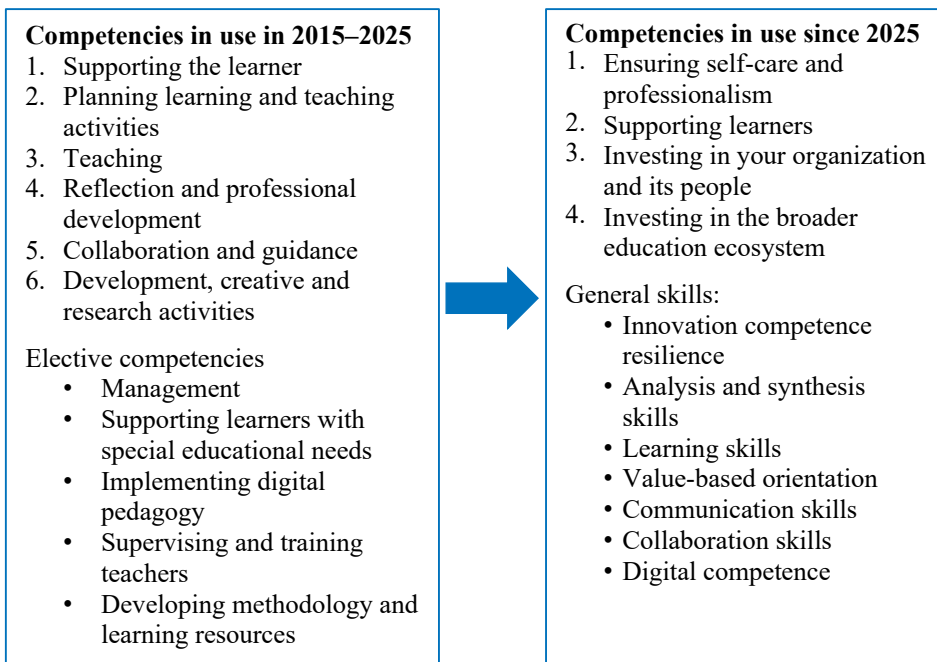 Competencies in use in 2015–2025
1. Supporting the learner
2. Planning learning and teaching
activities
3. Teaching
4. Reflection and professional
development
5. Collaboration and guidance
6. Development, creative and
research activities
Elective competencies
• Management
• Supporting learners with
special educational needs
• Implementing digital
pedagogy
• Supervising and training
teachers
• Developing methodology and
learning resources
Competencies in use since 2025
1. Ensuring self-care and
professionalism
2. Supporting learners
3. Investing in your organization
and its people
4. Investing in the broader
education ecosystem
General skills:
• Innovation competence
resilience
• Analysis and synthesis
skills
• Learning skills
• Value-based orientation
• Communication skills
• Collaboration skills
• Digital competence